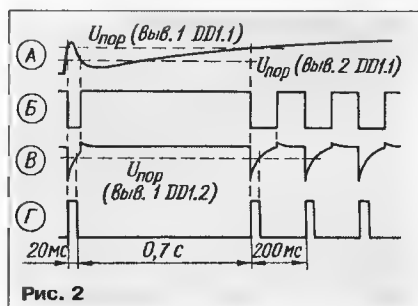 А
Uпор (выв. 1 DD1.1)
Uпор (выв. 2 DD1.1)
Б
В
Uпор
(выв. 1 DD1.2)
Г
20мс
0,7 с
200мс
Рис. 2